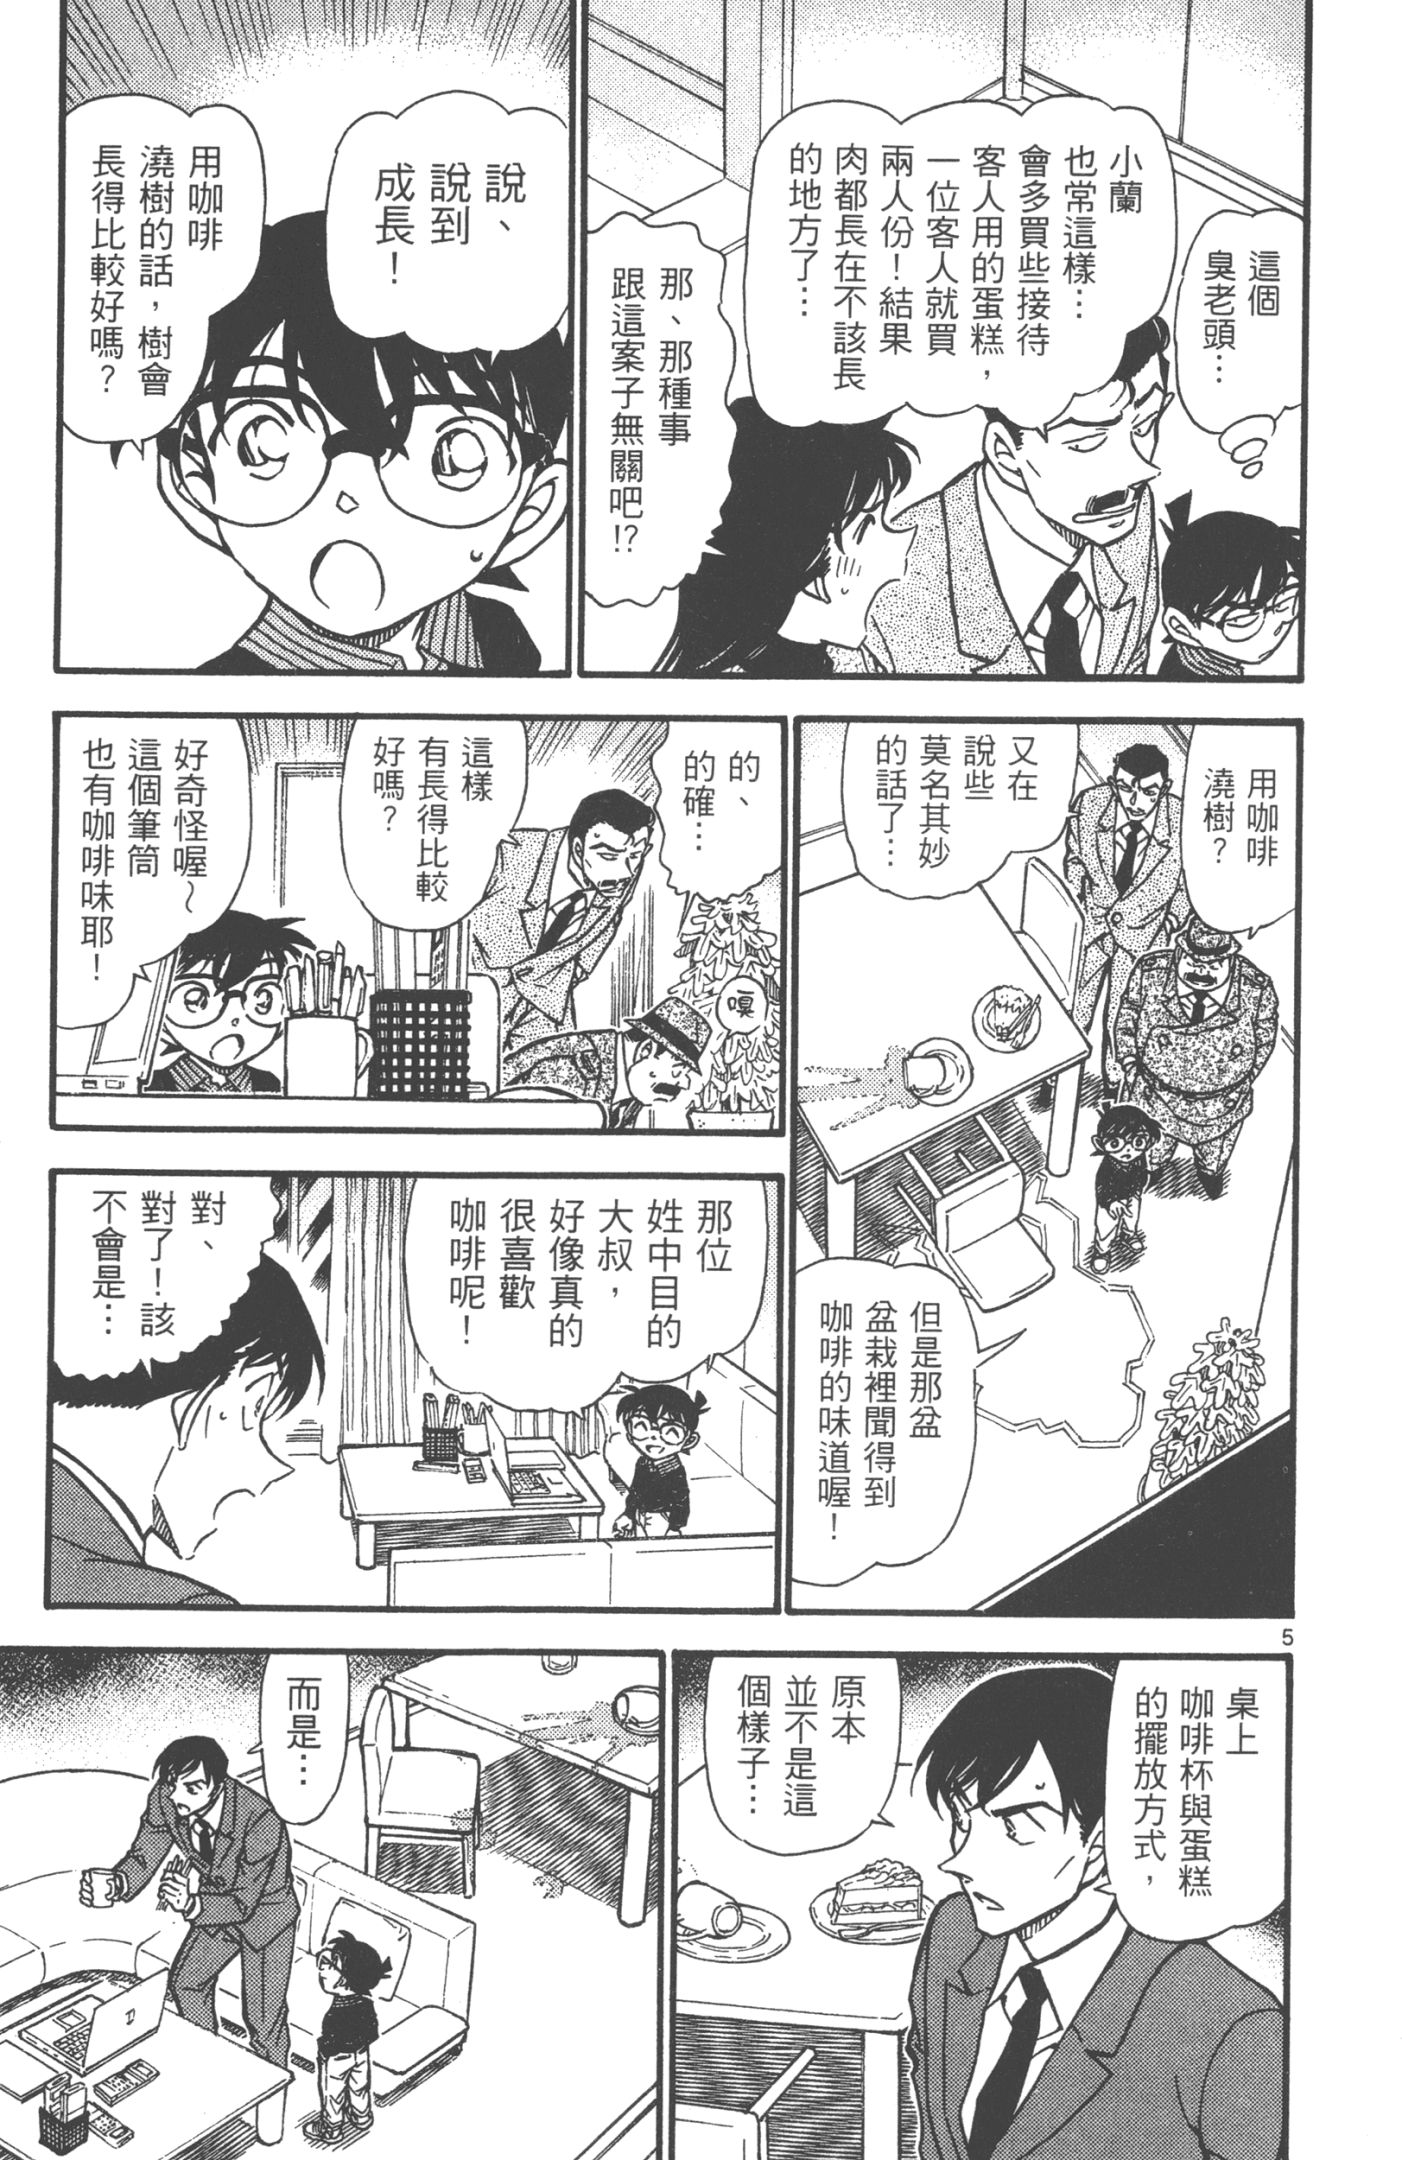 小蘭
也常這樣…
會多買些接待
客人用的蛋糕，
一位客人就買
兩人份！結果
肉都長在不該長
的地方了…
這個
臭老頭…
那、那種事
跟這案子無關吧!?
說、
說到
成長！
用咖啡
澆樹的話，樹會
長得比較好嗎？
用咖啡
澆樹？
又在
說些
莫名其妙
的話了…
但是那盆
盆栽裡聞得到
咖啡的味道喔！
的、
的確…
嗅
這樣
有長得比較
好嗎？
好奇怪喔~
這個筆筒
也有咖啡味耶！
那位
姓中目的
大叔，
好像真的
很喜歡
咖啡呢！
對、
對了！該
不會是…
5
桌上
咖啡杯與蛋糕
的擺放方式，
原本
並不是這
個樣子…
而是…